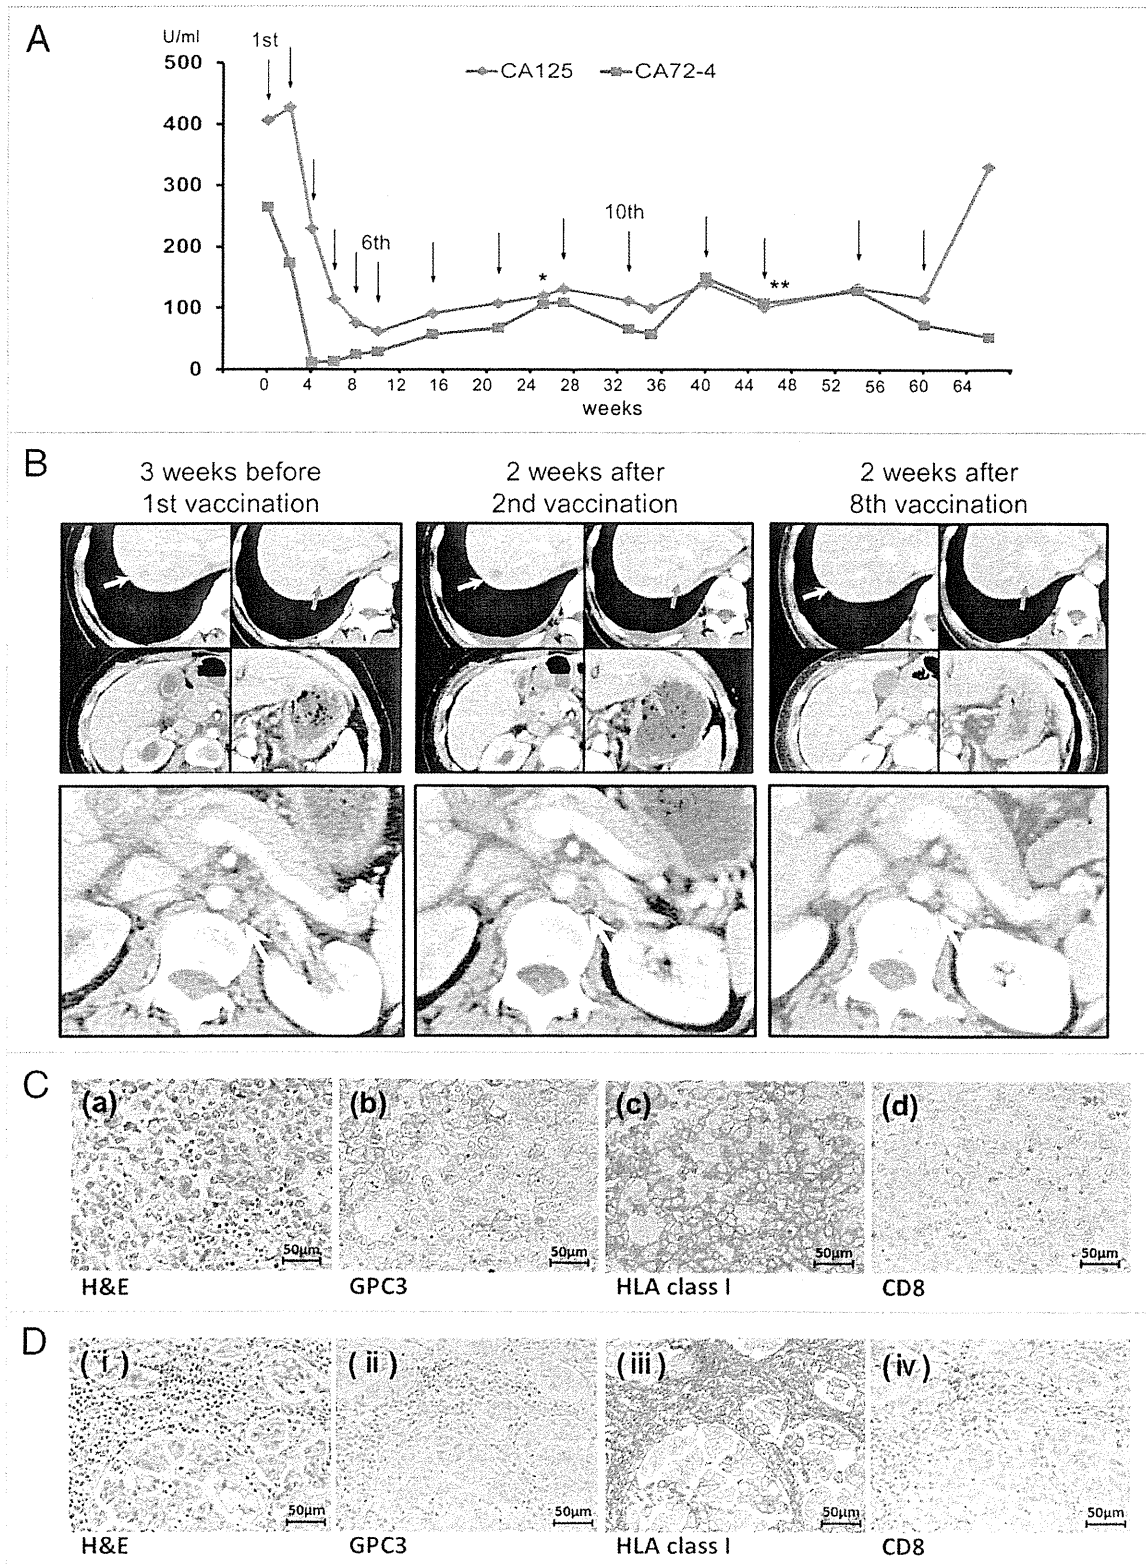 A
U/ml
1st
CA125 CA72-4
500
400
300
10th
200
6th
*
**
100
0
0 4 8 12 16 20 24 28 32 36 40 44 48 52 56 60 64
weeks
B
3 weeks before 2 weeks after 2 weeks after
1st vaccination 2nd vaccination 8th vaccination
C
(a) (b) (c) (d)
50μm 50μm 50μm 50μm
H&E GPC3 HLA class I CD8
D
(i) (ii) (iii) (iv)
50μm 50μm 50μm 50μm
H&E GPC3 HLA class I CD8